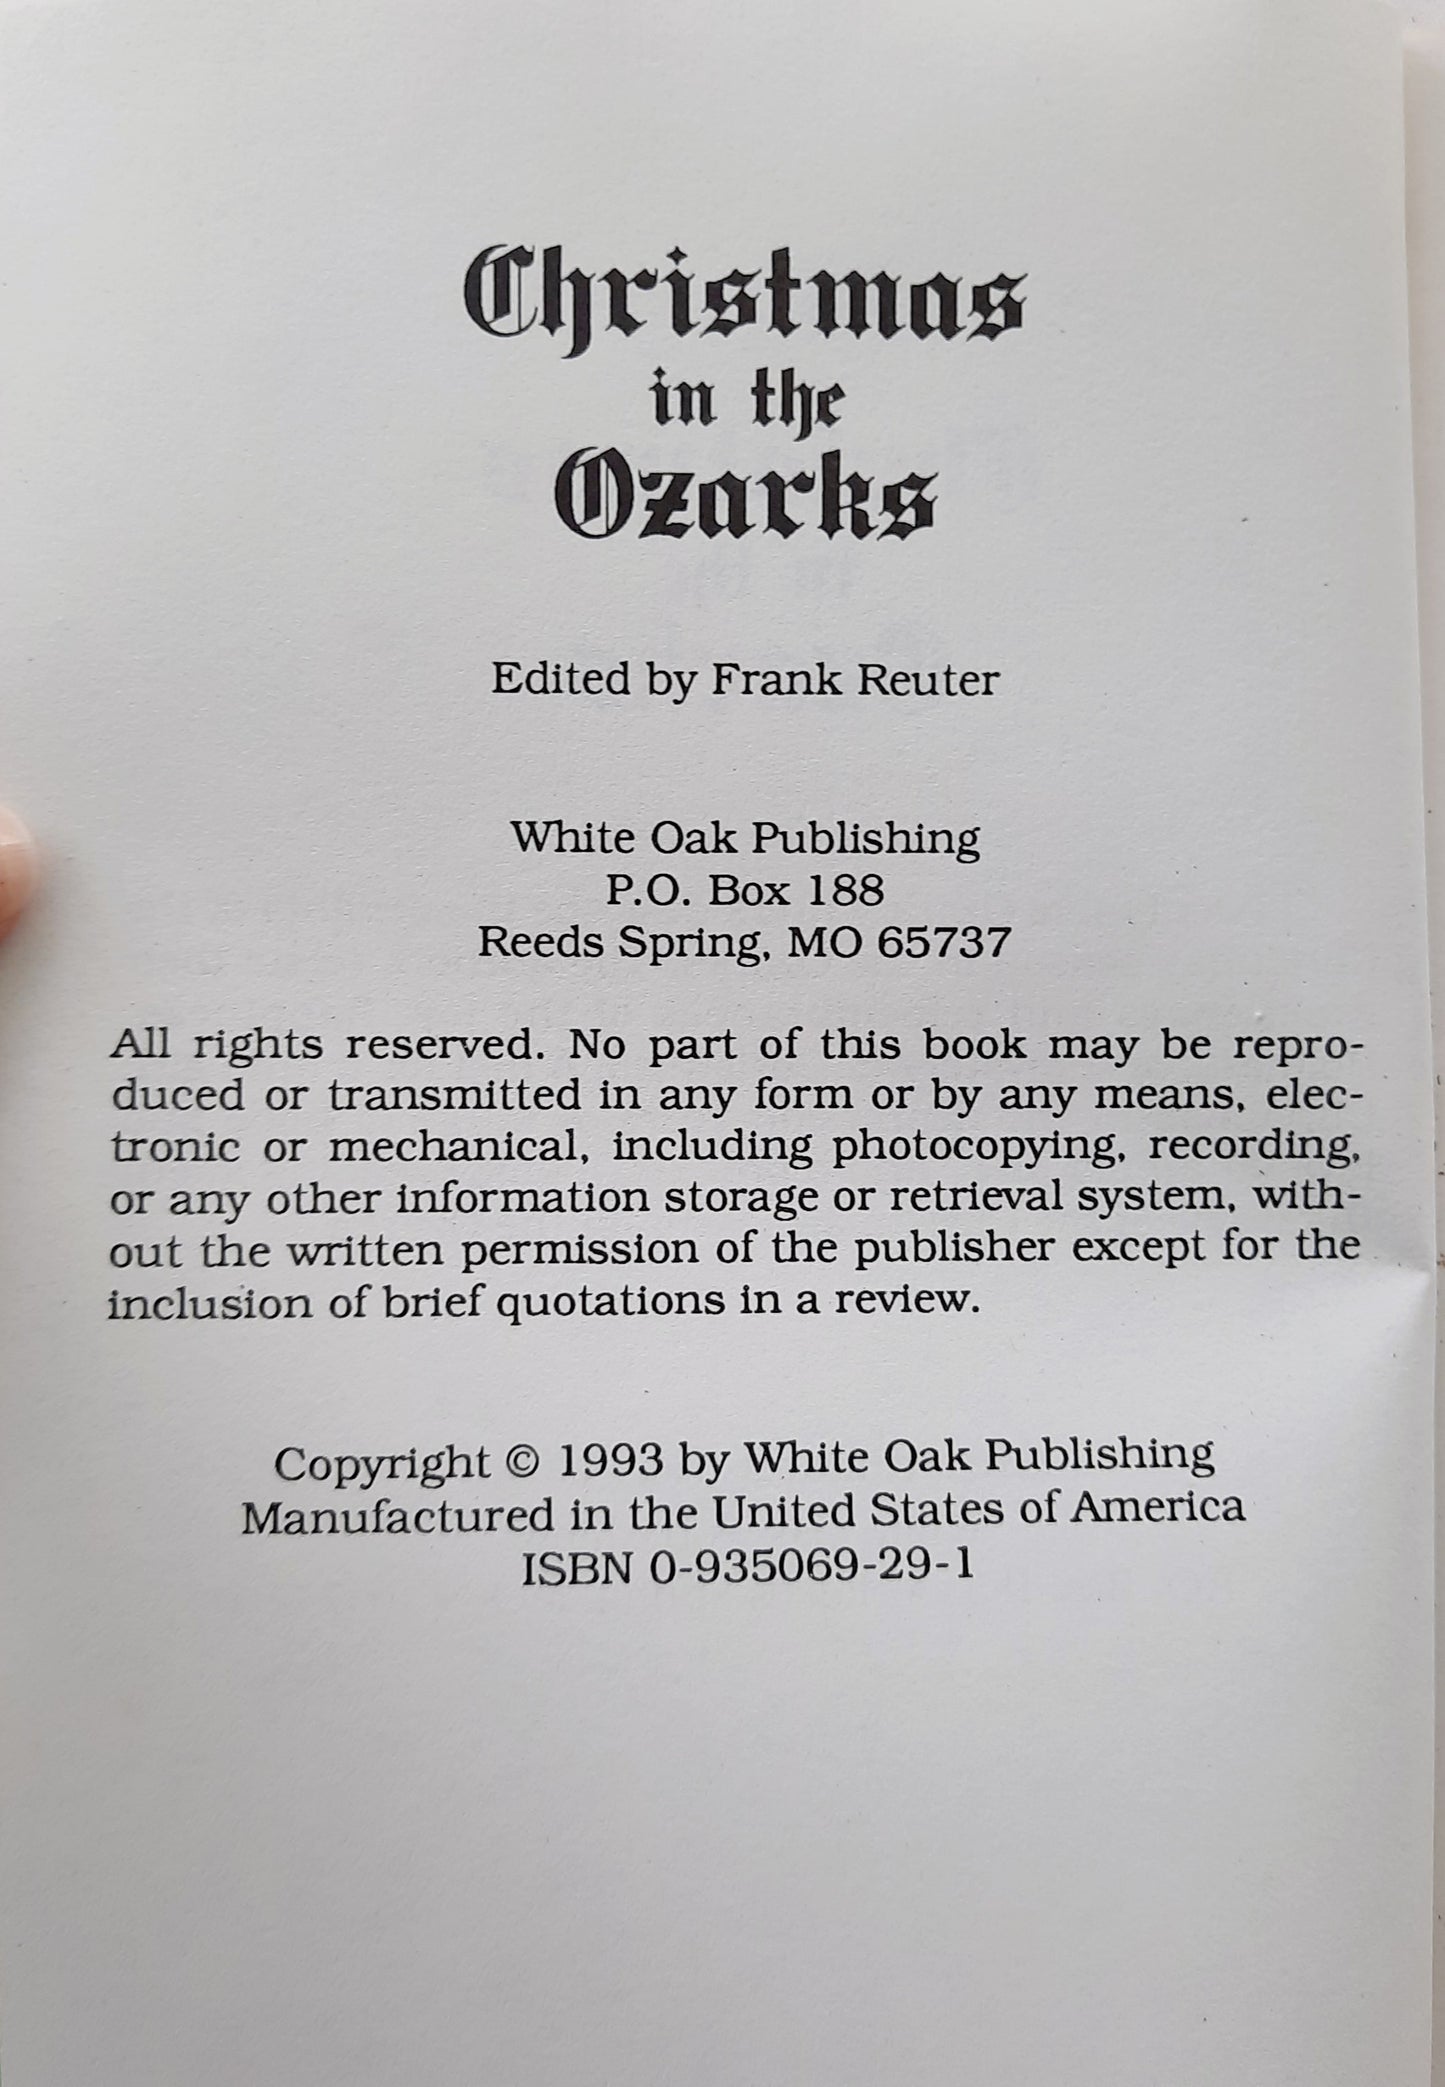 Christmas
in the
Ozarks
Edited by Frank Reuter
White Oak Publishing
P.O. Box 188
Reeds Spring, MO 65737
All rights reserved. No part of this book may be repro-
duced or transmitted in any form or by any means, elec-
tronic or mechanical, including photocopying, recording,
or any other information storage or retrieval system, with-
out the written permission of the publisher except for the
inclusion of brief quotations in a review.
Copyright © 1993 by White Oak Publishing
Manufactured in the United States of America
ISBN 0-935069-29-1